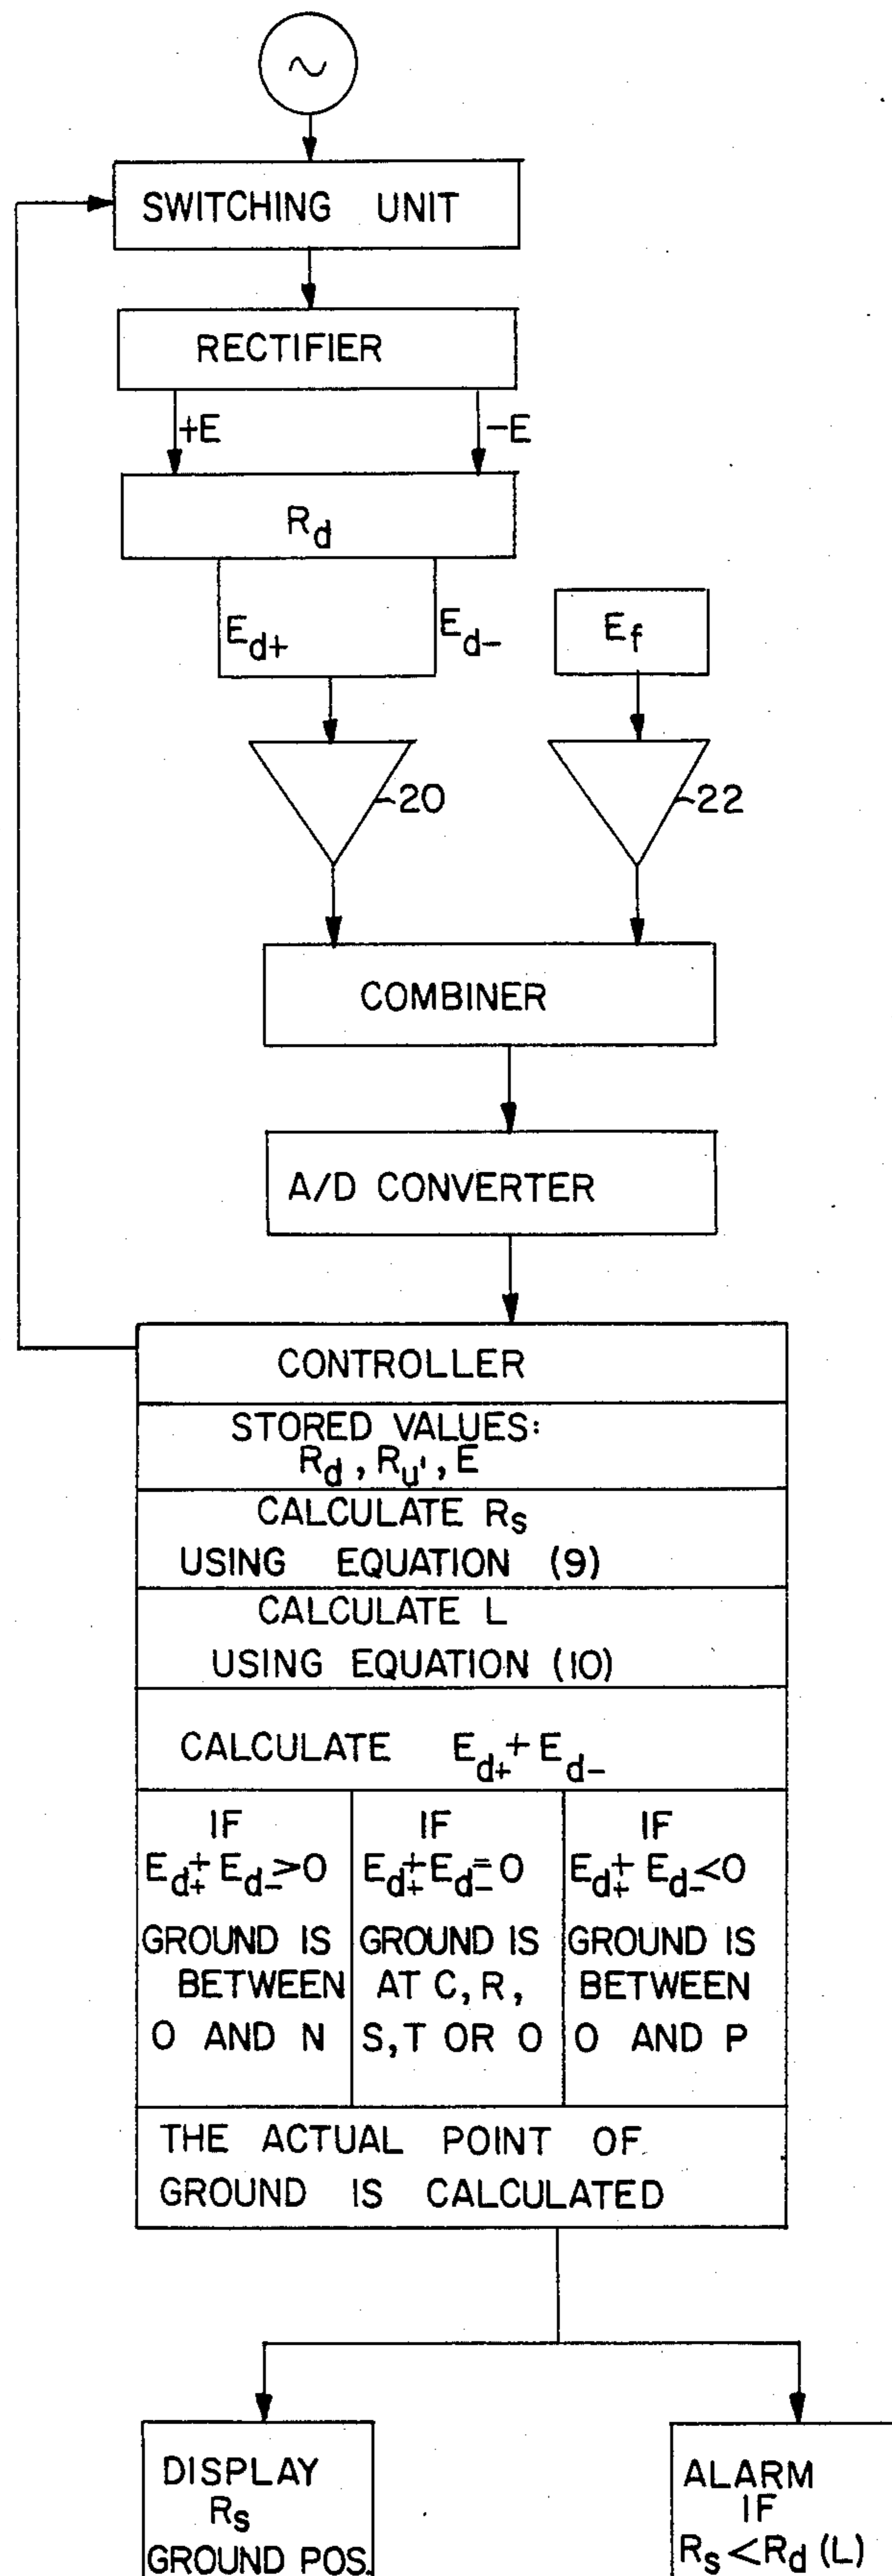 ~
SWITCHING UNIT
RECTIFIER
+E
-E
Rd
Ed+
Ed-
Ef
20
22
COMBINER
A/D CONVERTER
CONTROLLER
STORED VALUES:
Rd, Ru', E
CALCULATE Rs
USING EQUATION (9)
CALCULATE L
USING EQUATION (10)
CALCULATE Ed+ + Ed-
IF
Ed+ + Ed- >0
GROUND IS
BETWEEN
O AND N
IF
Ed+ + Ed- =0
GROUND IS
AT C, R,
S, T OR O
IF
Ed+ + Ed- <0
GROUND IS
BETWEEN
O AND P
THE ACTUAL POINT OF
GROUND IS CALCULATED
DISPLAY
Rs
GROUND POS.
ALARM
IF
Rs <Rd (L)